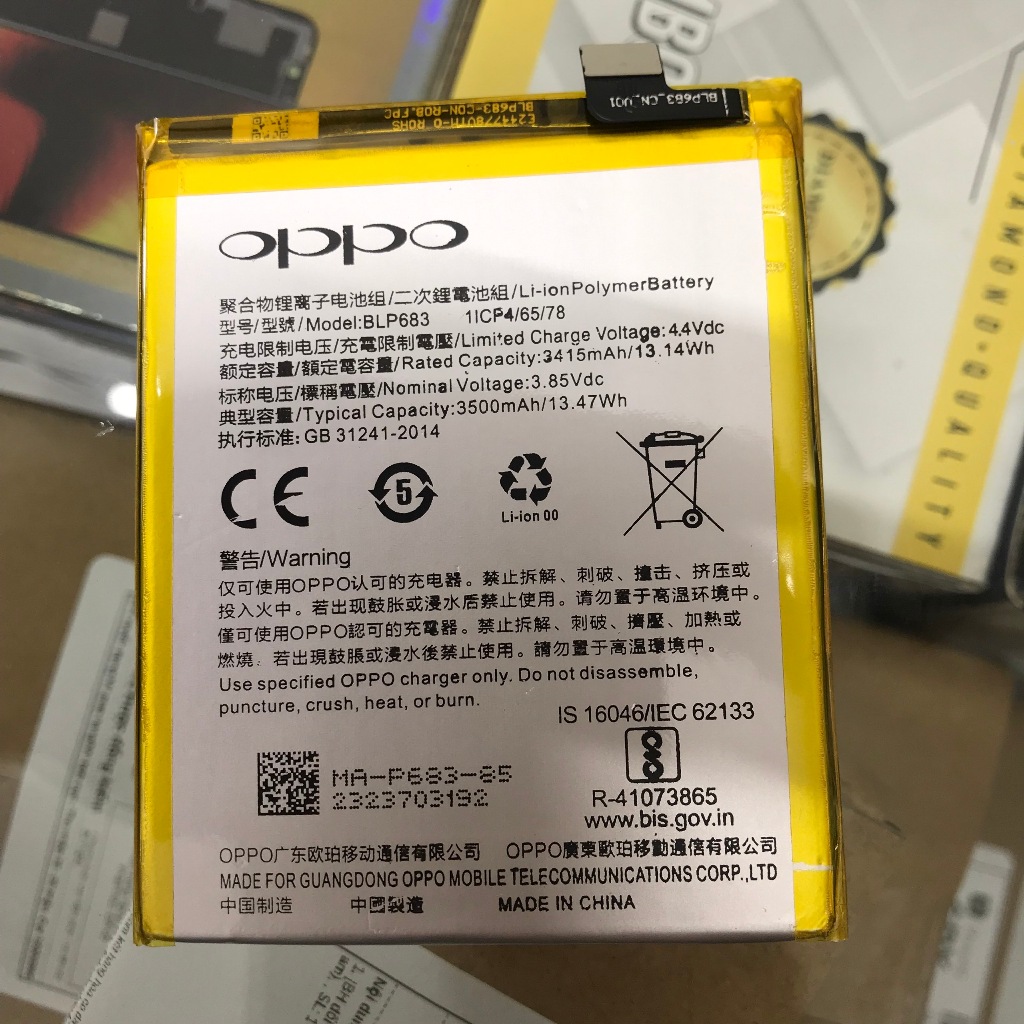 BLP683_CN_V01
E244778VTM-0 ROHS
BLP683-CON-ROB.FPC
oppo
聚合物锂离子电池组/二次鋰電池組/Li-ionPolymerBattery
型号/型號/Model:BLP683 1ICP4/65/78
充电限制电压/充電限制電壓/Limited Charge Voltage:4.4Vdc
额定容量/額定電容量/Rated Capacity:3415mAh/13.14Wh
标称电压/標稱電壓/Nominal Voltage:3.85Vdc
典型容量/Typical Capacity:3500mAh/13.47Wh
执行标准: GB 31241-2014
CE
5
Li-ion 00
警告/Warning
仅可使用OPPO认可的充电器。禁止拆解、刺破、撞击、挤压或
投入火中。若出现鼓胀或浸水后禁止使用。请勿置于高温环境中。
僅可使用OPPO認可的充電器。禁止拆解、刺破、擠壓、加熱或
燃燒. 若出現鼓脹或浸水後禁止使用。請勿置于高溫環境中。
Use specified OPPO charger only. Do not disassemble,
puncture, crush, heat, or burn.
IS 16046/IEC 62133
MA-P683-85
2323703192
R-41073865
www.bis.gov.in
OPPO广东欧珀移动通信有限公司 OPPO廣東歐珀移動通信有限公司
MADE FOR GUANGDONG OPPO MOBILE TELECOMMUNICATIONS CORP.,LTD
中国制造 中國製造 MADE IN CHINA
DIAMOND-QUALITY